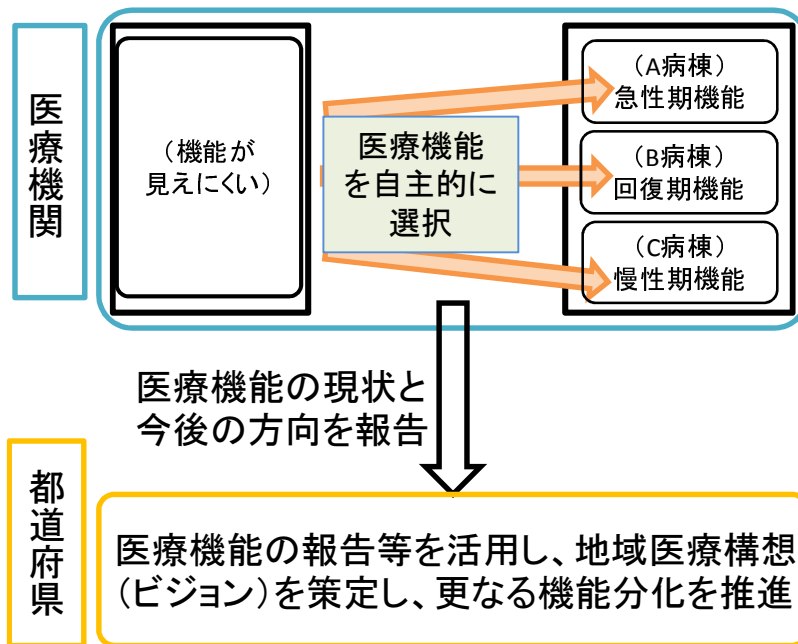 医療機関
（機能が
見えにくい）
医療機能
を自主的に
選択
（A病棟）
急性期機能
（B病棟）
回復期機能
（C病棟）
慢性期機能
医療機能の現状と
今後の方向を報告
都道府県
医療機能の報告等を活用し、地域医療構想
（ビジョン）を策定し、更なる機能分化を推進